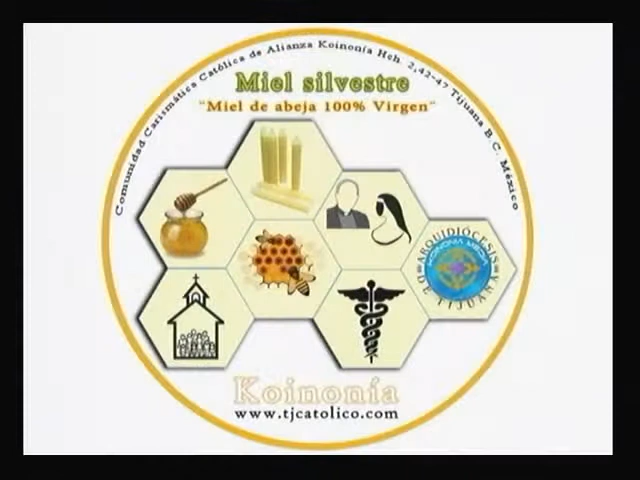 Comunidad Carismática Católica de Alianza Koinonía Hch. 2,42-47 Tijuana B.C. México
Miel silvestre
"Miel de abeja 100% Virgen"
ARQUIDIÓCESIS
KOINONIA MEDIA
DE TIJUANA
Koinonía
www.tjcatolico.com